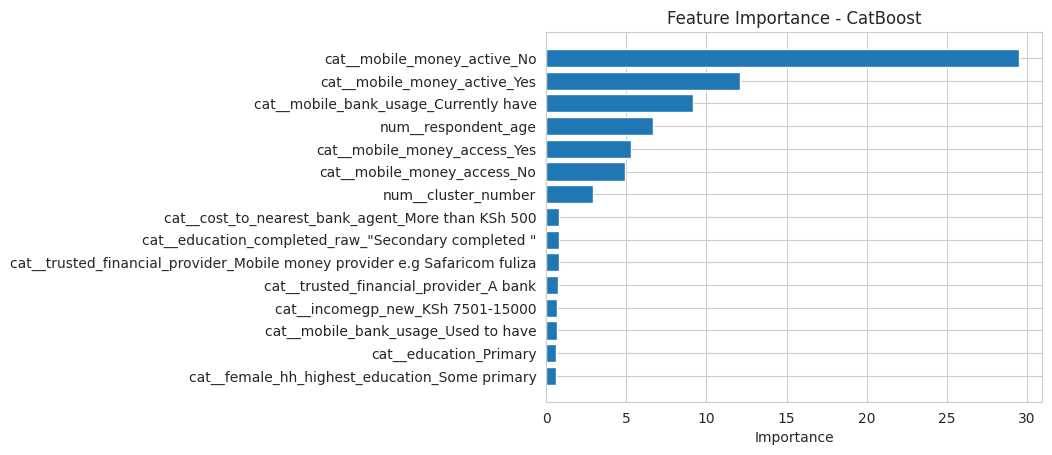 Feature Importance - CatBoost
cat__mobile_money_active_No
cat__mobile_money_active_Yes
cat__mobile_bank_usage_Currently have
num__respondent_age
cat__mobile_money_access_Yes
cat__mobile_money_access_No
num__cluster_number
cat__cost_to_nearest_bank_agent_More than KSh 500
cat__education_completed_raw_"Secondary completed "
cat__trusted_financial_provider_Mobile money provider e.g Safaricom fuliza
cat__trusted_financial_provider_A bank
cat__incomegp_new_KSh 7501-15000
cat__mobile_bank_usage_Used to have
cat__education_Primary
cat__female_hh_highest_education_Some primary
0 5 10 15 20 25 30
Importance